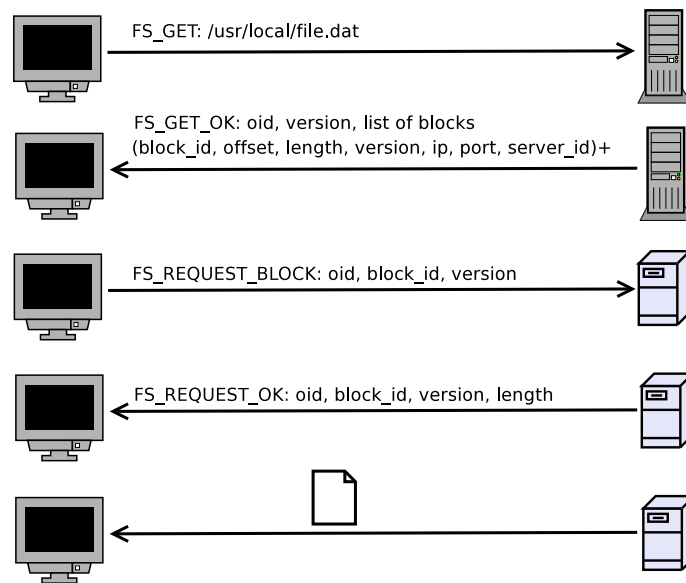 FS_GET: /usr/local/file.dat
FS_GET_OK: oid, version, list of blocks
(block_id, offset, length, version, ip, port, server_id)+
FS_REQUEST_BLOCK: oid, block_id, version
FS_REQUEST_OK: oid, block_id, version, length